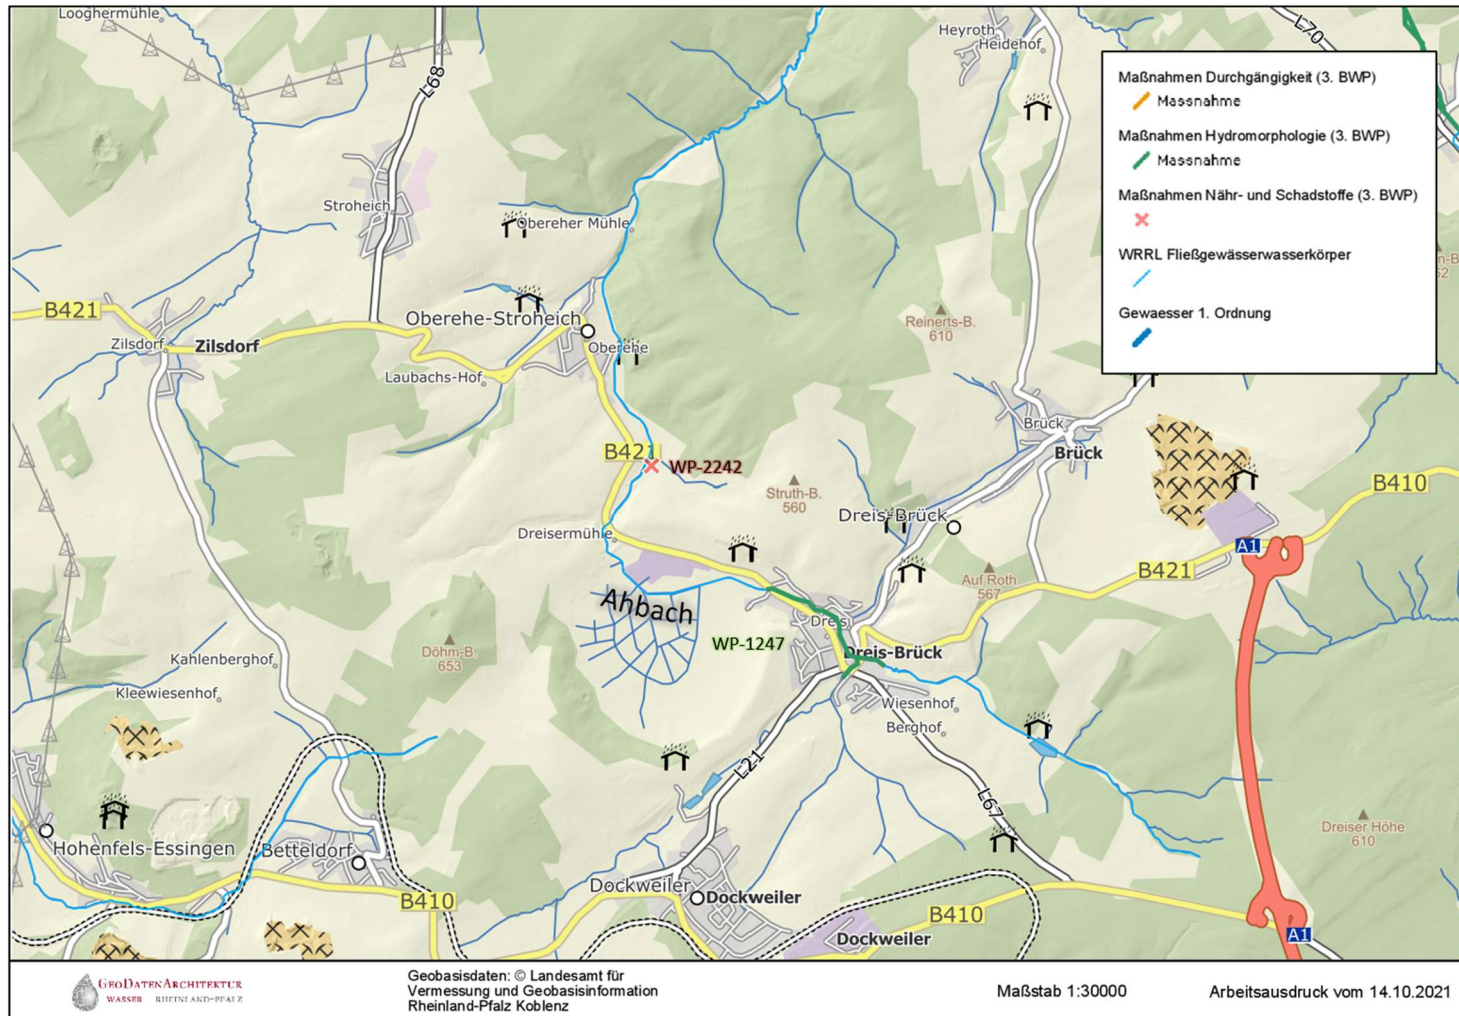 Looghermühle
L68
Heyroth
Heidehof
L70
Maßnahmen Durchgängigkeit (3. BWP)
Massnahme
Maßnahmen Hydromorphologie (3. BWP)
Massnahme
Maßnahmen Nähr- und Schadstoffe (3. BWP)
WRRL Fließgewässerwasserkörper
Gewaesser 1. Ordnung
Stroheich
Obereher Mühle
B421
Oberehe-Stroheich
Reinerts-B.
610
Zilsdorf
Zilsdorf
Oberehe
Laubachs-Hof
Brück
Brück
B421
WP-2242
Struth-B.
560
B410
Dreis-Brück
Dreisermühle
A1
B421
Auf Roth
567
Ahbach
Dreis
WP-1247
Dreis-Brück
Döhm-B.
653
Kahlenberghof
Kleewiesenhof
Wiesenhof
Berghof
L21
L67
Dreiser Höhe
610
Hohenfels-Essingen
Betteldorf
Dockweiler
Dockweiler
B410
B410
Dockweiler
A1
GeoDatenArchitektur
WASSER RHEINLAND-PFALZ
Geobasisdaten: © Landesamt für
Vermessung und Geobasisinformation
Rheinland-Pfalz Koblenz
Maßstab 1:30000
Arbeitsausdruck vom 14.10.2021